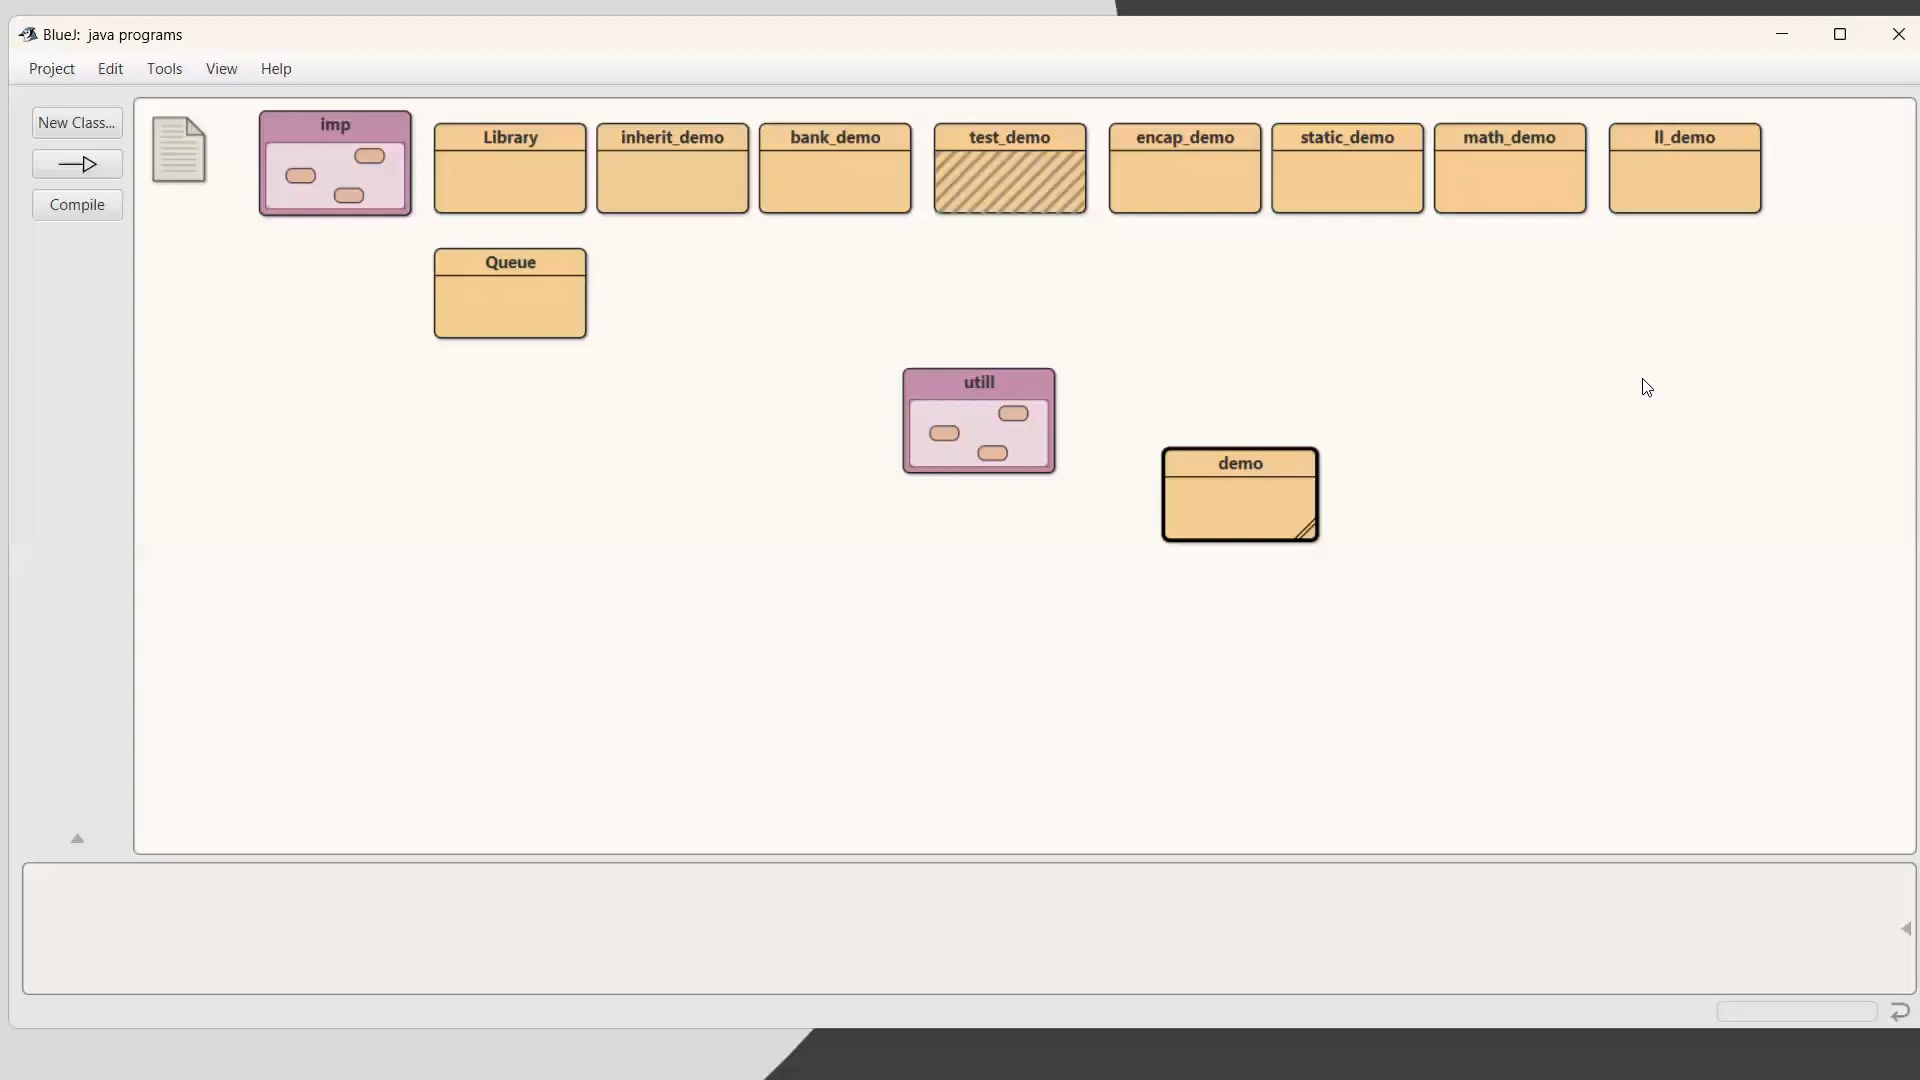 BlueJ: java programs
Project Edit Tools View Help
New Class...
Compile
imp
Library
inherit_demo
bank_demo
test_demo
encap_demo
static_demo
math_demo
ll_demo
Queue
utill
demo